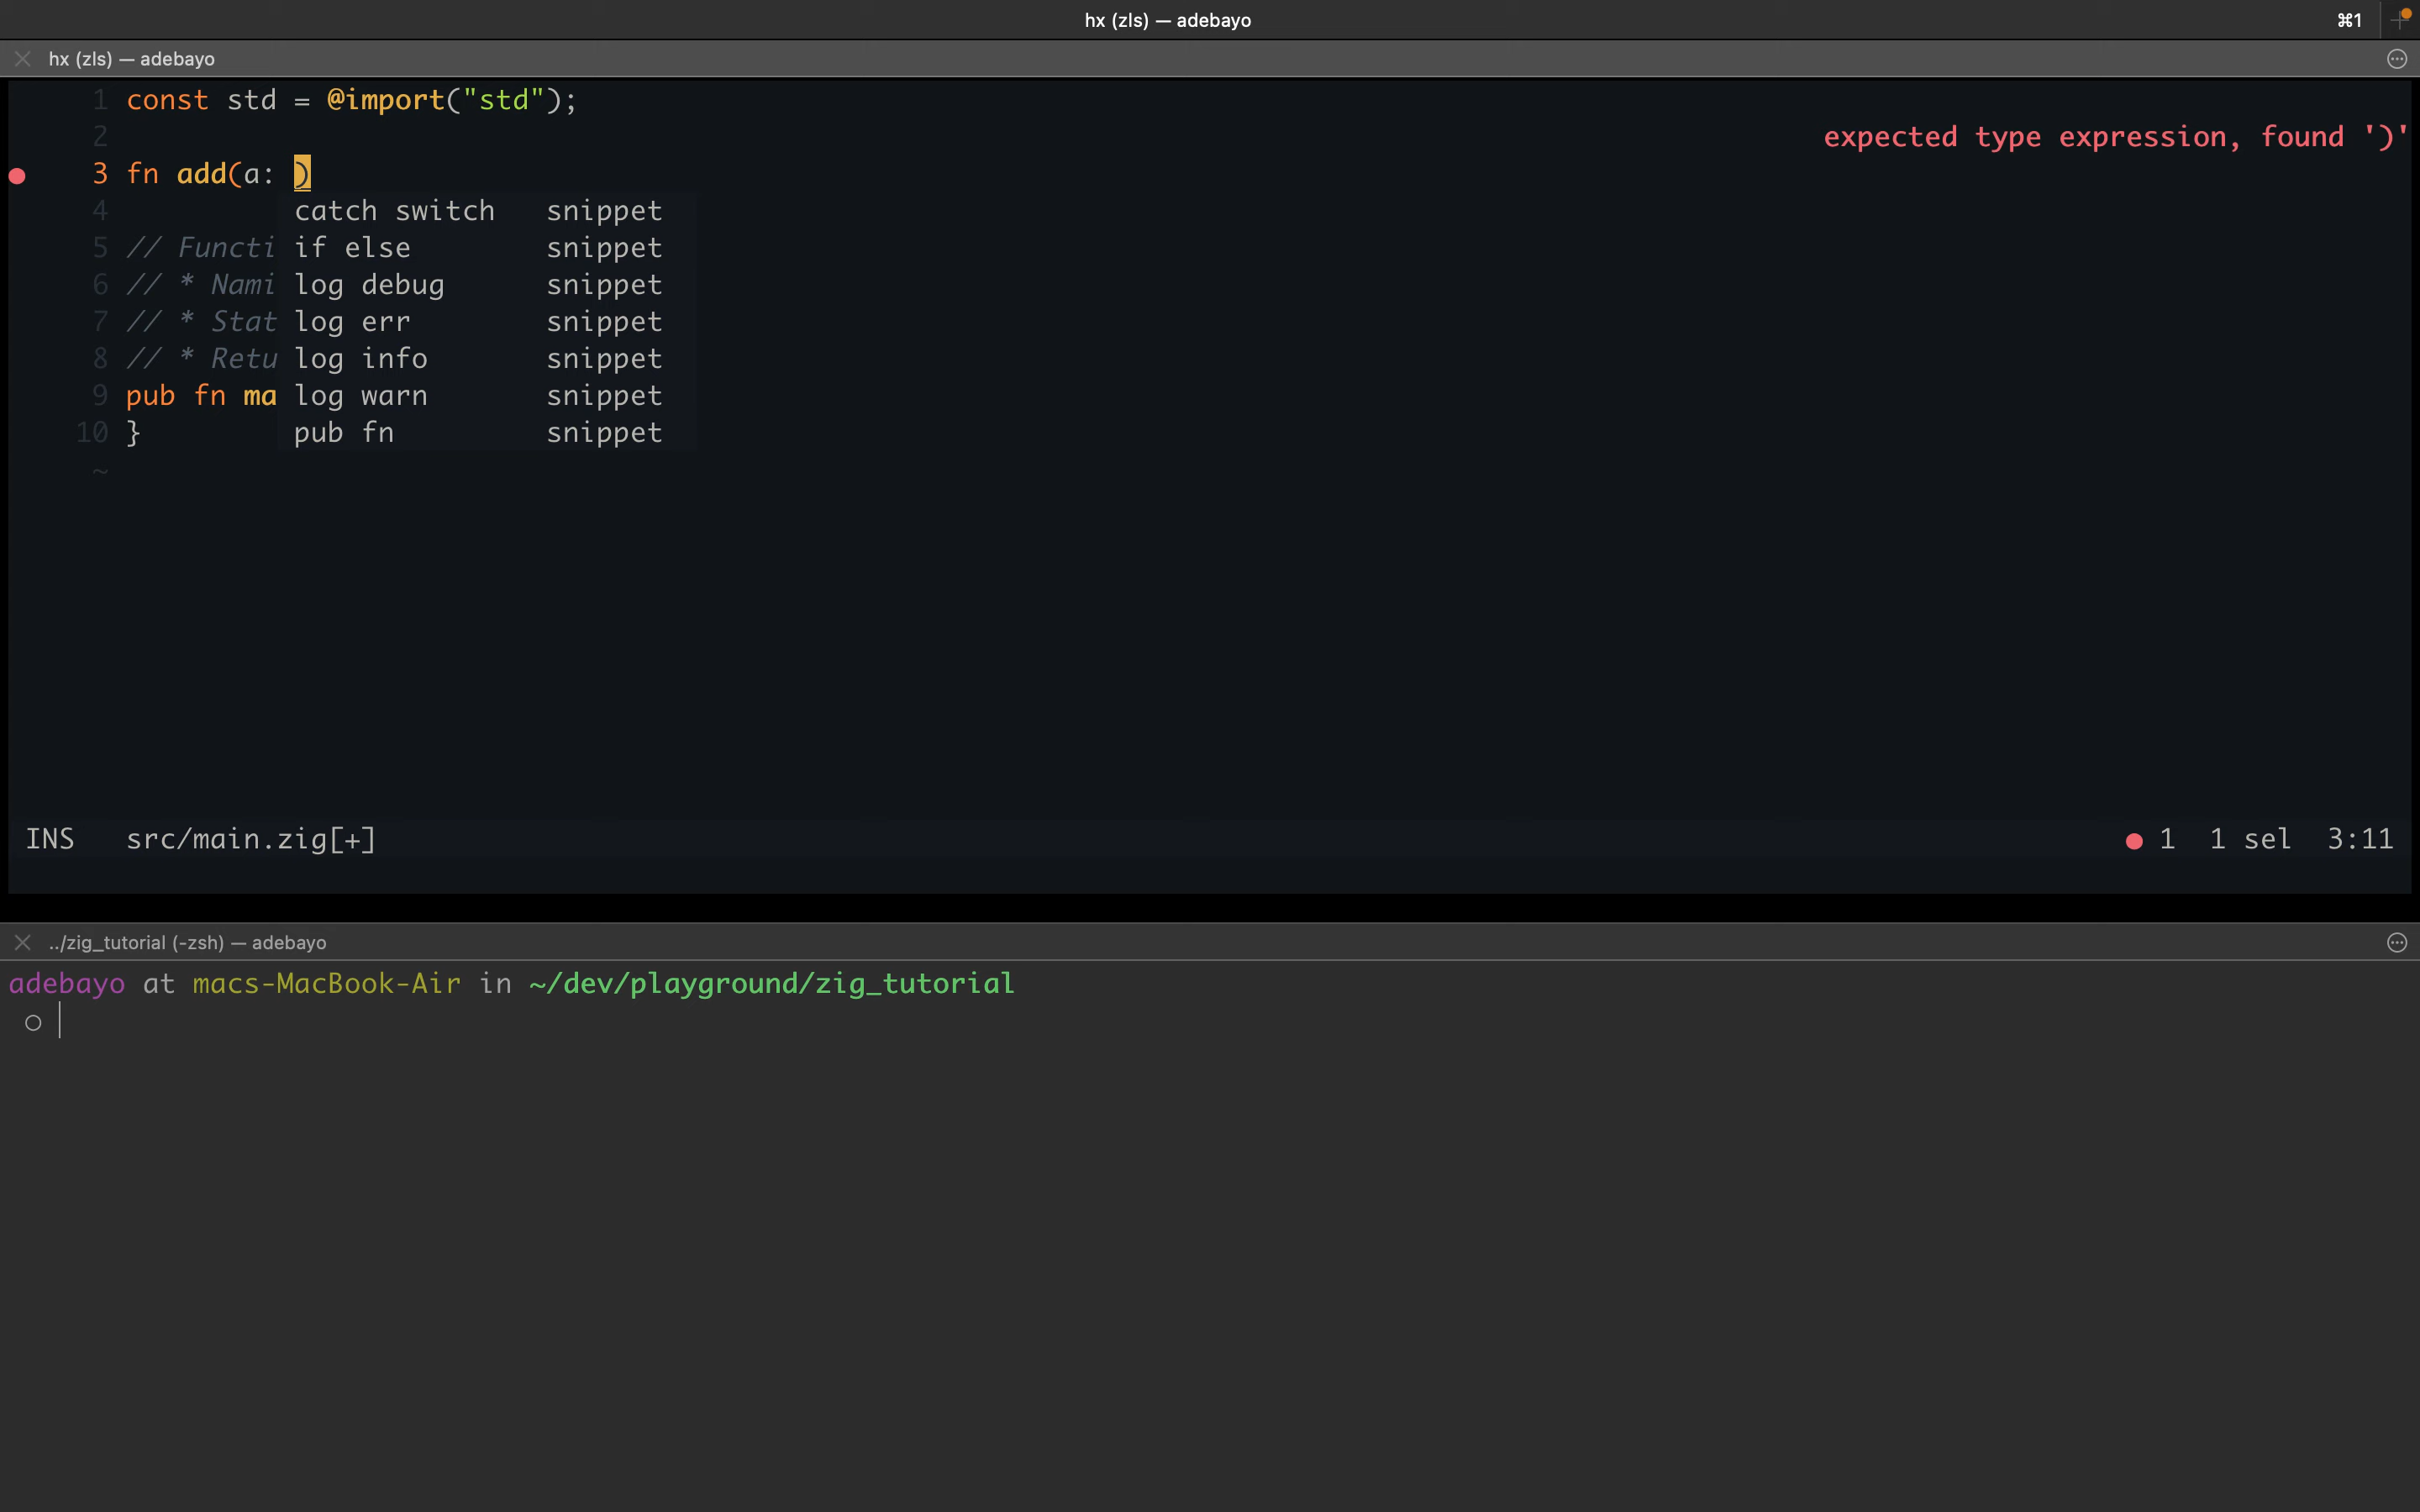 hx (zls) — adebayo ⌘1
hx (zls) — adebayo
1 const std = @import("std");
2 expected type expression, found ')'
3 fn add(a: )
4 catch switch snippet
5 // Functi if else snippet
6 // * Nami log debug snippet
7 // * Stat log err snippet
8 // * Retu log info snippet
9 pub fn ma log warn snippet
10 } pub fn snippet
~
INS src/main.zig[+] ● 1 1 sel 3:11
../zig_tutorial (-zsh) — adebayo
adebayo at macs-MacBook-Air in ~/dev/playground/zig_tutorial
○